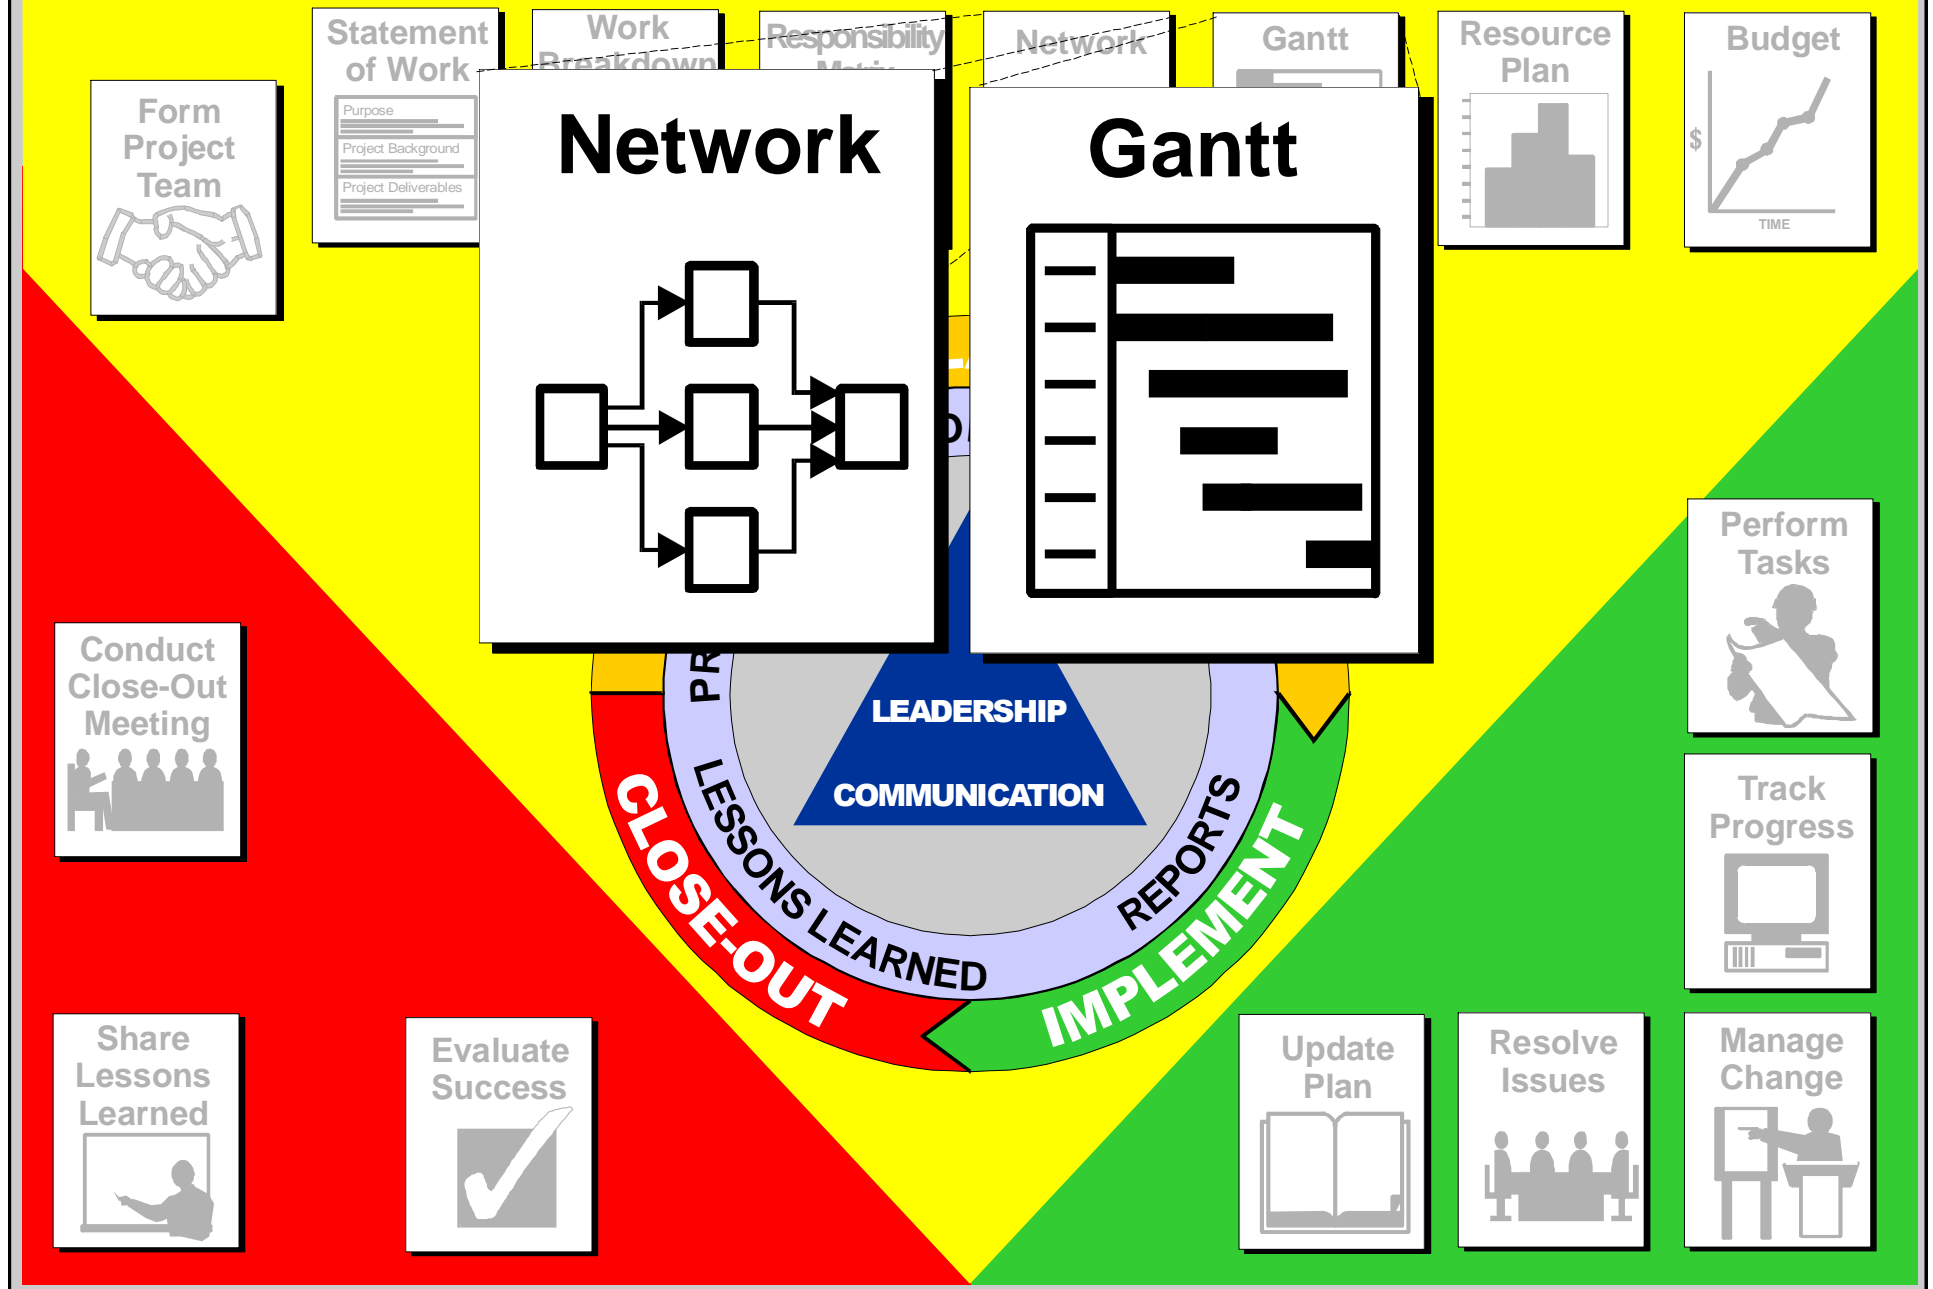 Statement
of Work
Purpose
Project Background
Project Deliverables
Work
Breakdown
Responsibility
Matrix
Network
Gantt
Resource
Plan
Budget
$
TIME
Form
Project
Team
Network
Gantt
Perform
Tasks
Track
Progress
Manage
Change
Resolve
Issues
Update
Plan
LEADERSHIP
COMMUNICATION
REPORTS
IMPLEMENT
LESSONS LEARNED
CLOSE-OUT
Conduct
Close-Out
Meeting
Share
Lessons
Learned
Evaluate
Success